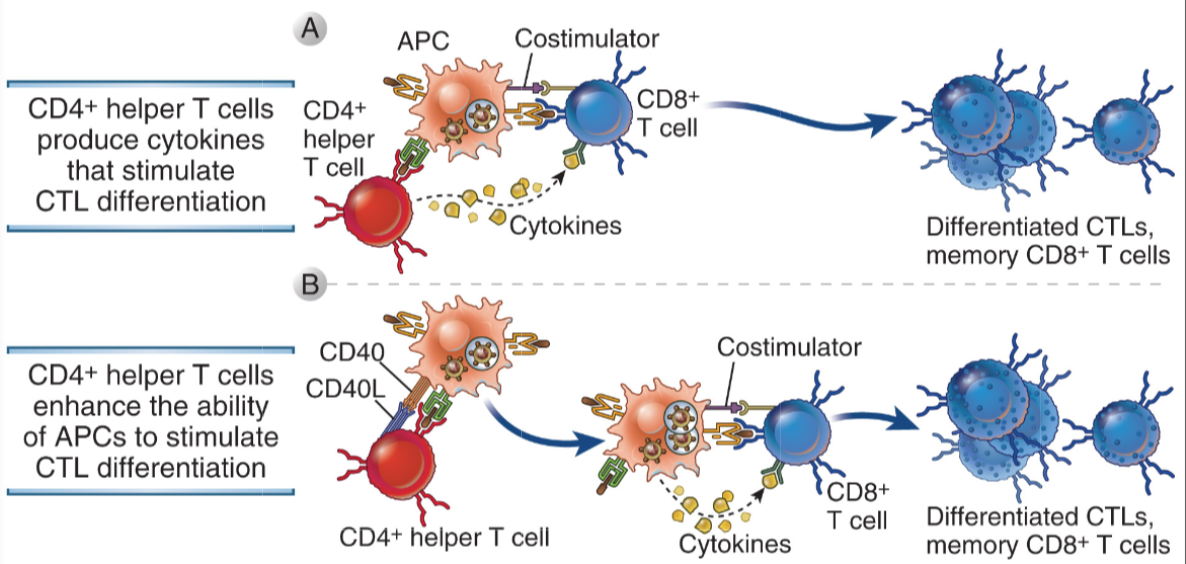 A
APC
Costimulator
CD4+ helper T cells
produce cytokines
that stimulate
CTL differentiation
CD4+
helper
T cell
CD8+
T cell
Cytokines
Differentiated CTLs,
memory CD8+ T cells
B
CD4+ helper T cells
enhance the ability
of APCs to stimulate
CTL differentiation
CD40
CD40L
Costimulator
CD4+ helper T cell
Cytokines
CD8+
T cell
Differentiated CTLs,
memory CD8+ T cells